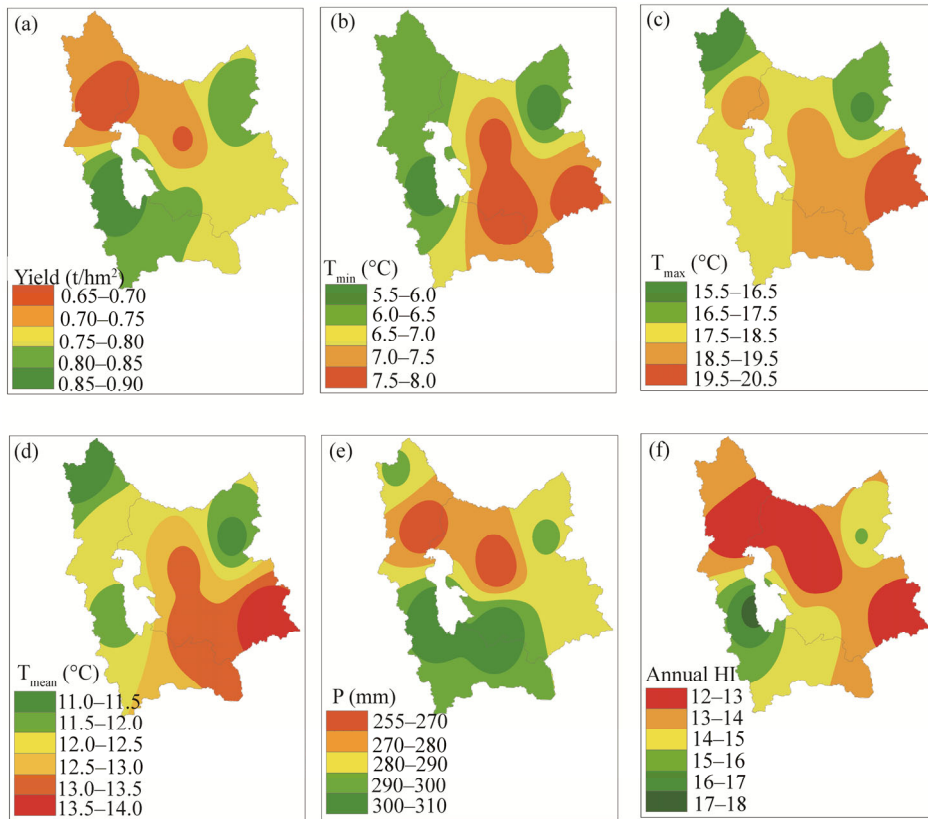 (a)
Yield (t/hm²)
0.65–0.70
0.70–0.75
0.75–0.80
0.80–0.85
0.85–0.90
(b)
Tmin (°C)
5.5–6.0
6.0–6.5
6.5–7.0
7.0–7.5
7.5–8.0
(c)
Tmax (°C)
15.5–16.5
16.5–17.5
17.5–18.5
18.5–19.5
19.5–20.5
(d)
Tmean (°C)
11.0–11.5
11.5–12.0
12.0–12.5
12.5–13.0
13.0–13.5
13.5–14.0
(e)
P (mm)
255–270
270–280
280–290
290–300
300–310
(f)
Annual HI
12–13
13–14
14–15
15–16
16–17
17–18